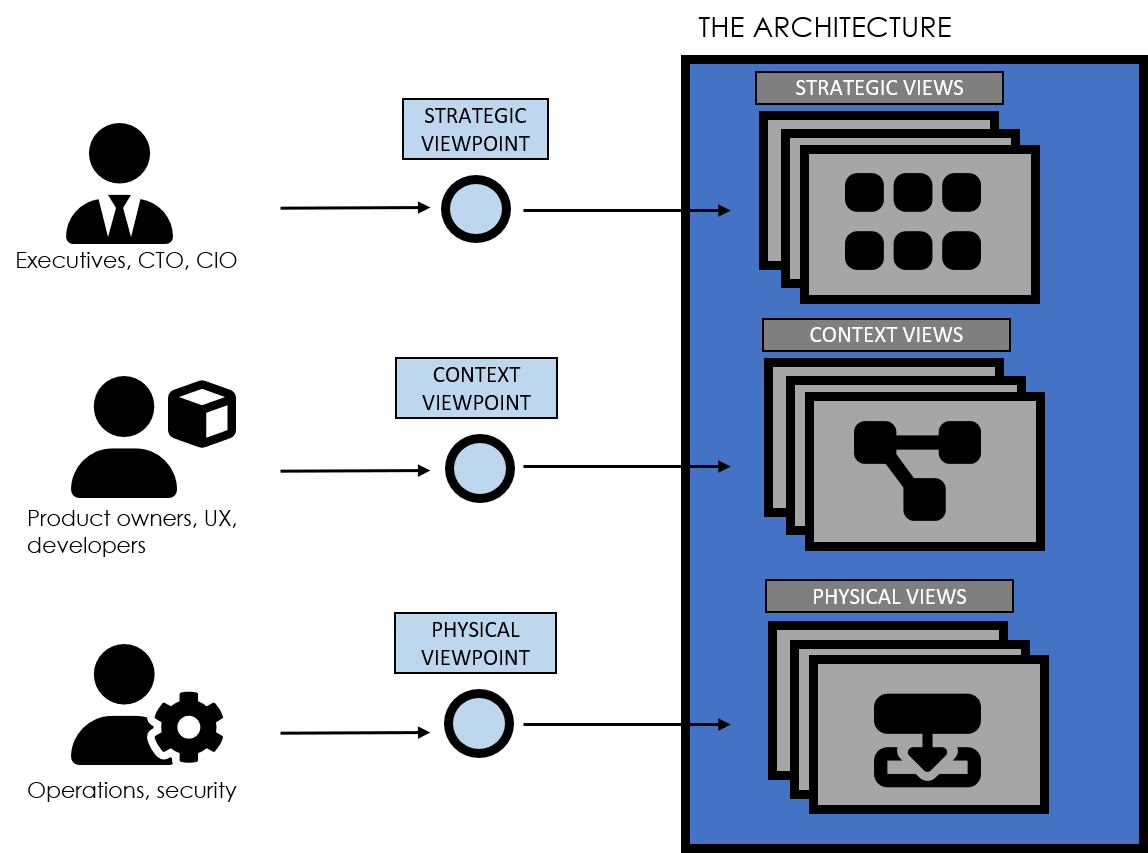 THE ARCHITECTURE
STRATEGIC VIEWS
STRATEGIC
VIEWPOINT
Executives, CTO, CIO
CONTEXT VIEWS
CONTEXT
VIEWPOINT
Product owners, UX,
developers
PHYSICAL VIEWS
PHYSICAL
VIEWPOINT
Operations, security